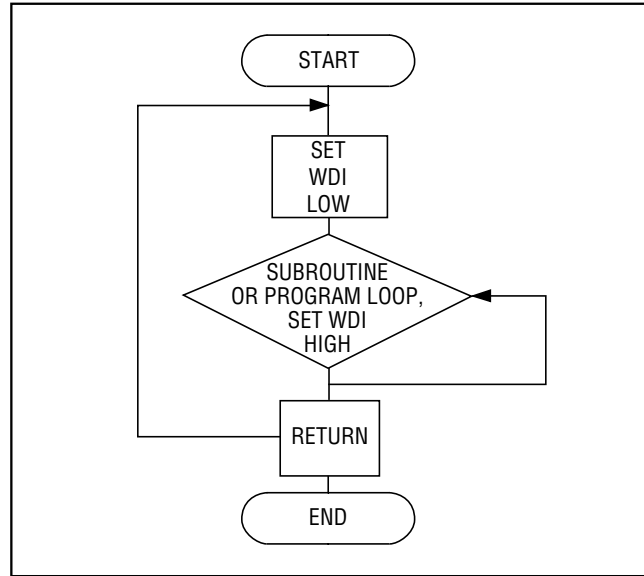 START
SET
WDI
LOW
SUBROUTINE
OR PROGRAM LOOP,
SET WDI
HIGH
RETURN
END